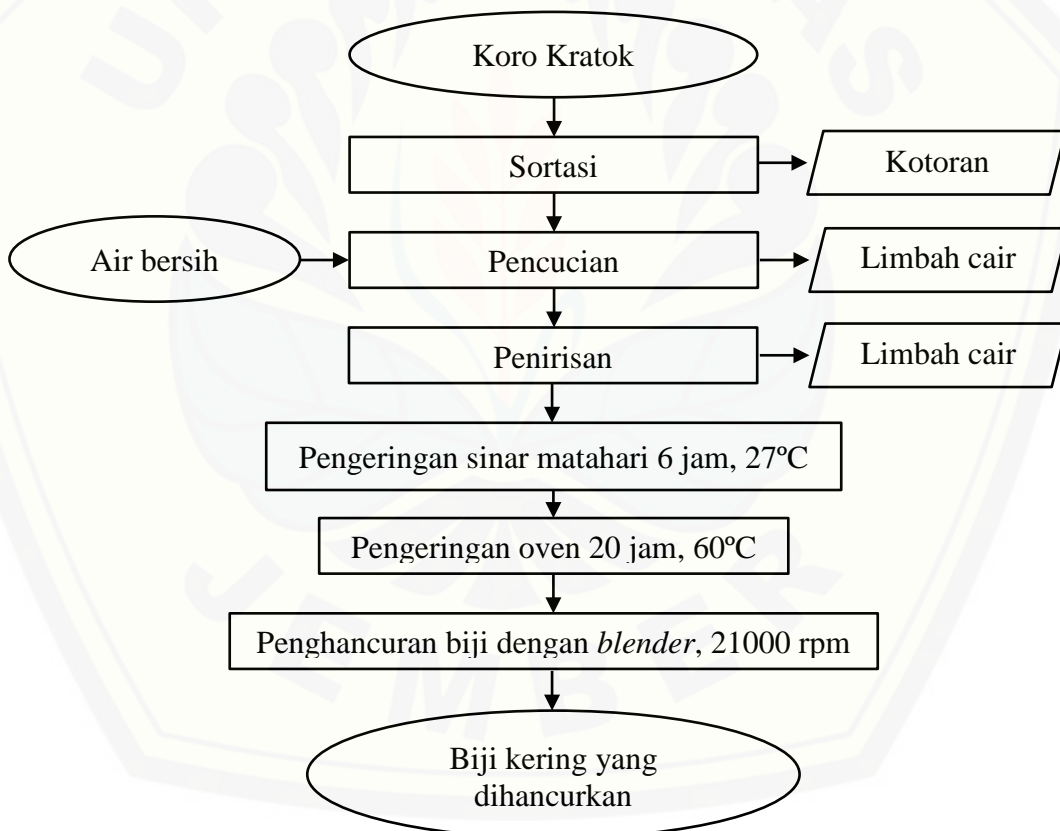 Koro Kratok
Sortasi
Kotoran
Air bersih
Pencucian
Limbah cair
Penirisan
Limbah cair
Pengeringan sinar matahari 6 jam, 27ºC
Pengeringan oven 20 jam, 60ºC
Penghancuran biji dengan blender, 21000 rpm
Biji kering yang
dihancurkan
JEMBER